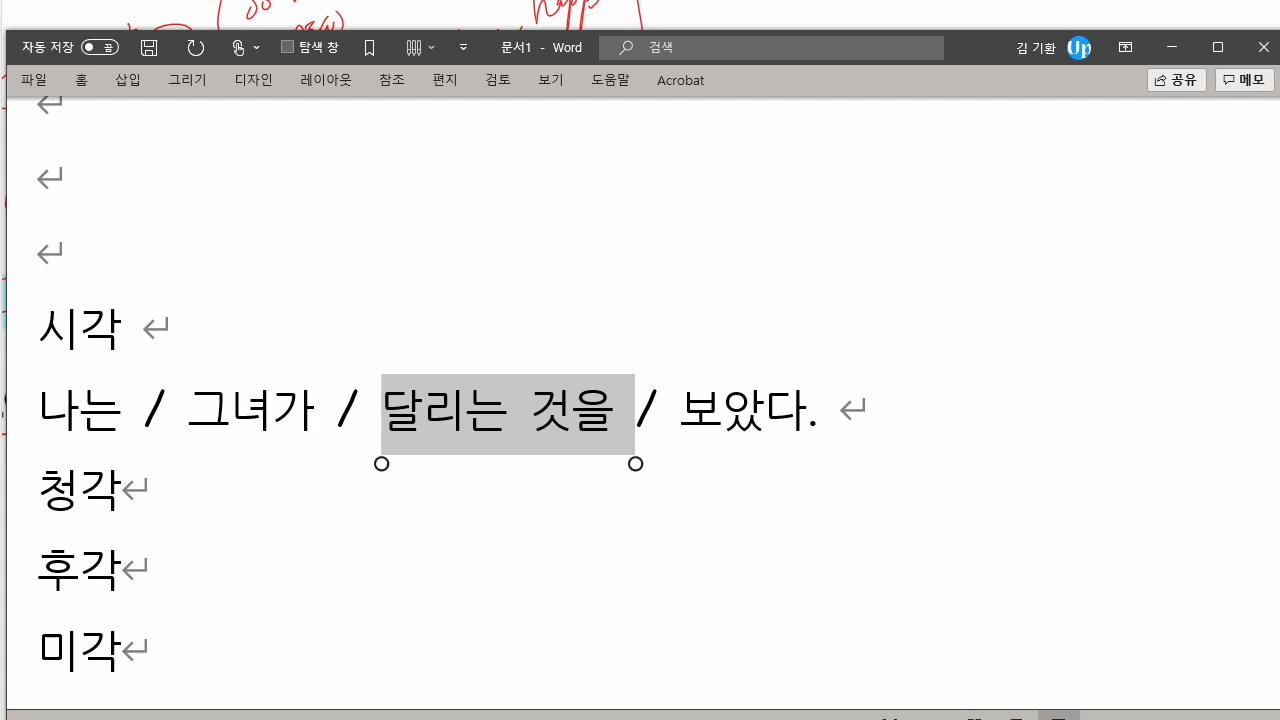 자동 저장 끔 탐색 창 문서1 - Word 검색 김 기환 Up
파일 홈 삽입 그리기 디자인 레이아웃 참조 편지 검토 보기 도움말 Acrobat 공유 메모
시각
나는 / 그녀가 / 달리는 것을 / 보았다.
청각
후각
미각